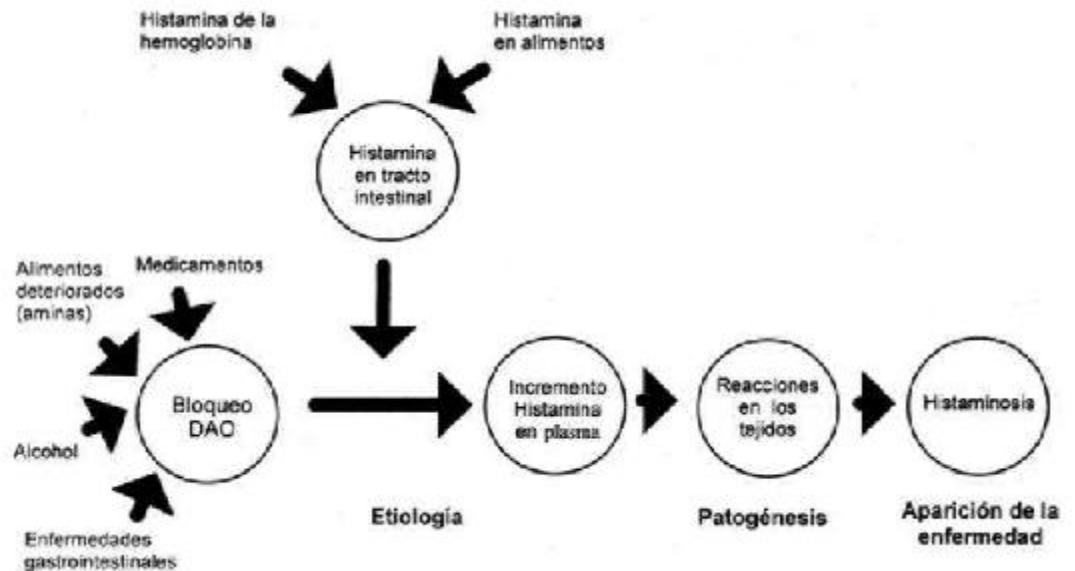 Histamina de la
hemoglobina
Histamina
en alimentos
Histamina
en tracto
intestinal
Medicamentos
Alimentos
deteriorados
(aminas)
Bloqueo
DAO
Alcohol
Enfermedades
gastrointestinales
Incremento
Histamina
en plasma
Reacciones
en los
tejidos
Histaminosis
Etiología
Patogénesis
Aparición de la
enfermedad